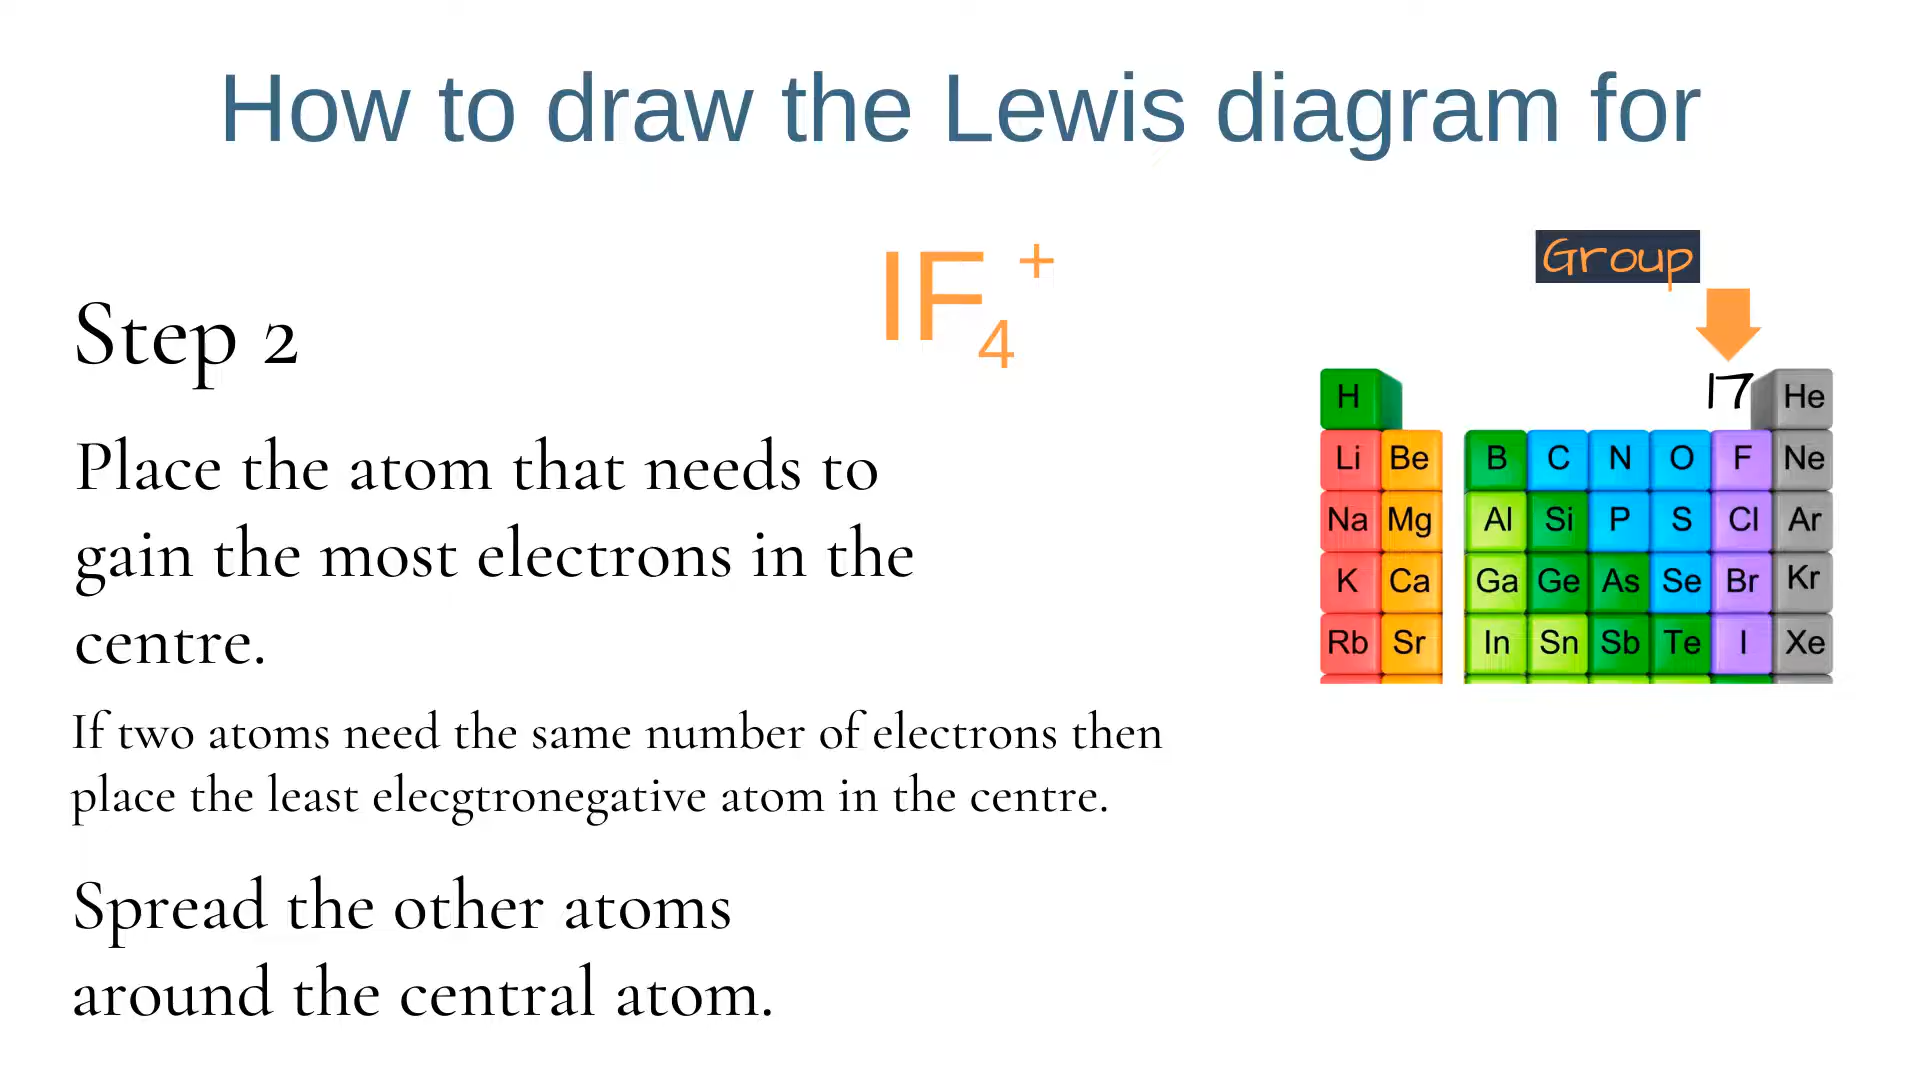 How to draw the Lewis diagram for
IF4+
Group
17
Step 2
Place the atom that needs to
gain the most electrons in the
centre.
If two atoms need the same number of electrons then
place the least elecgtronegative atom in the centre.
Spread the other atoms
around the central atom.
H He
Li Be B C N O F Ne
Na Mg Al Si P S Cl Ar
K Ca Ga Ge As Se Br Kr
Rb Sr In Sn Sb Te I Xe